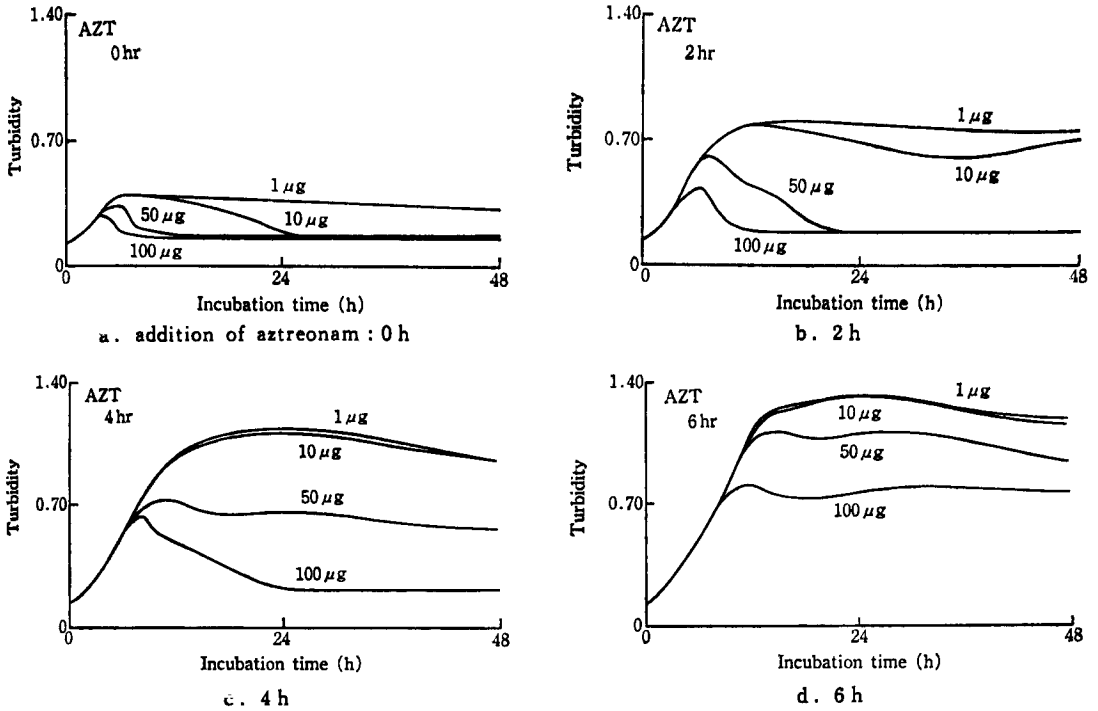 1.40
AZT
0hr
0.70
Turbidity
1 μg
50 μg
10 μg
100 μg
0
0 24 48
Incubation time (h)
a. addition of aztreonam : 0 h
1.40
AZT
2hr
0.70
Turbidity
1 μg
10 μg
50 μg
100 μg
0
0 24 48
Incubation time (h)
b. 2 h
1.40
AZT
4hr
1 μg
10 μg
0.70
Turbidity
50 μg
100 μg
0
0 24 48
Incubation time (h)
c. 4 h
1.40
AZT
6hr
1 μg
10 μg
50 μg
0.70
Turbidity
100 μg
0
0 24 48
Incubation time (h)
d. 6 h